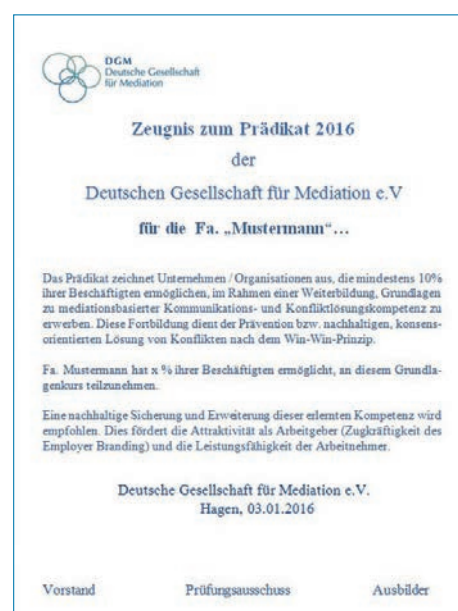 DGM
Deutsche Gesellschaft
für Mediation
Zeugnis zum Prädikat 2016
der
Deutschen Gesellschaft für Mediation e.V
für die Fa. „Mustermann“…
Das Prädikat zeichnet Unternehmen / Organisationen aus, die mindestens 10%
ihrer Beschäftigten ermöglichen, im Rahmen einer Weiterbildung, Grundlagen
zu mediationsbasierter Kommunikations- und Konfliktlösungskompetenz zu
erwerben. Diese Fortbildung dient der Prävention bzw. nachhaltigen, konsens-
orientierten Lösung von Konflikten nach dem Win-Win-Prinzip.
Fa. Mustermann hat x % ihrer Beschäftigten ermöglicht, an diesem Grundla-
genkurs teilzunehmen.
Eine nachhaltige Sicherung und Erweiterung dieser erlernten Kompetenz wird
empfohlen. Dies fördert die Attraktivität als Arbeitgeber (Zugkräftigkeit des
Employer Branding) und die Leistungsfähigkeit der Arbeitnehmer.
Deutsche Gesellschaft für Mediation e.V.
Hagen, 03.01.2016
Vorstand Prüfungsausschuss Ausbilder